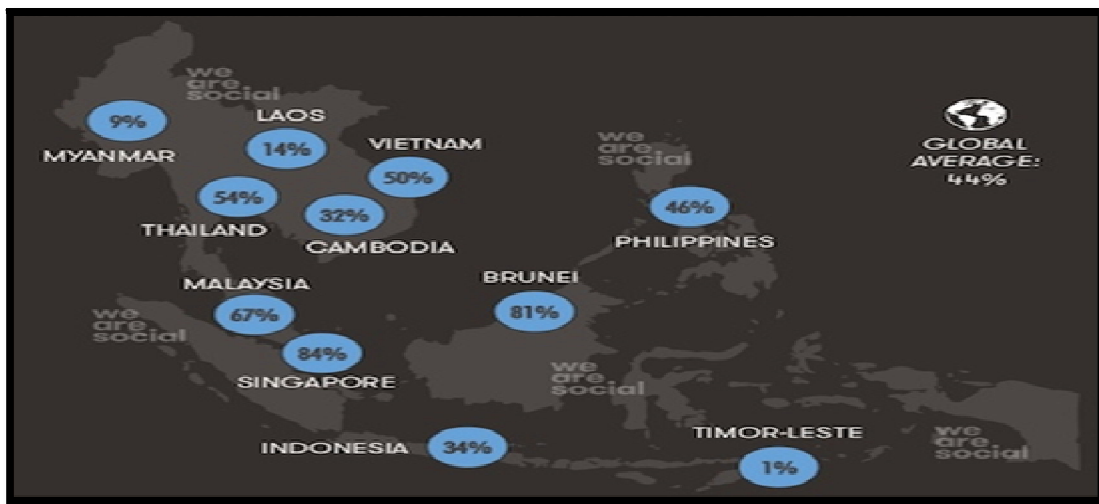 we
are
social
9%
MYANMAR
LAOS
14%
VIETNAM
50%
54%
THAILAND
32%
CAMBODIA
we
are
social
46%
PHILIPPINES
GLOBAL
AVERAGE:
44%
MALAYSIA
67%
BRUNEI
81%
we
are
social
84%
SINGAPORE
we
are
social
INDONESIA
34%
TIMOR-LESTE
1%
we
are
social